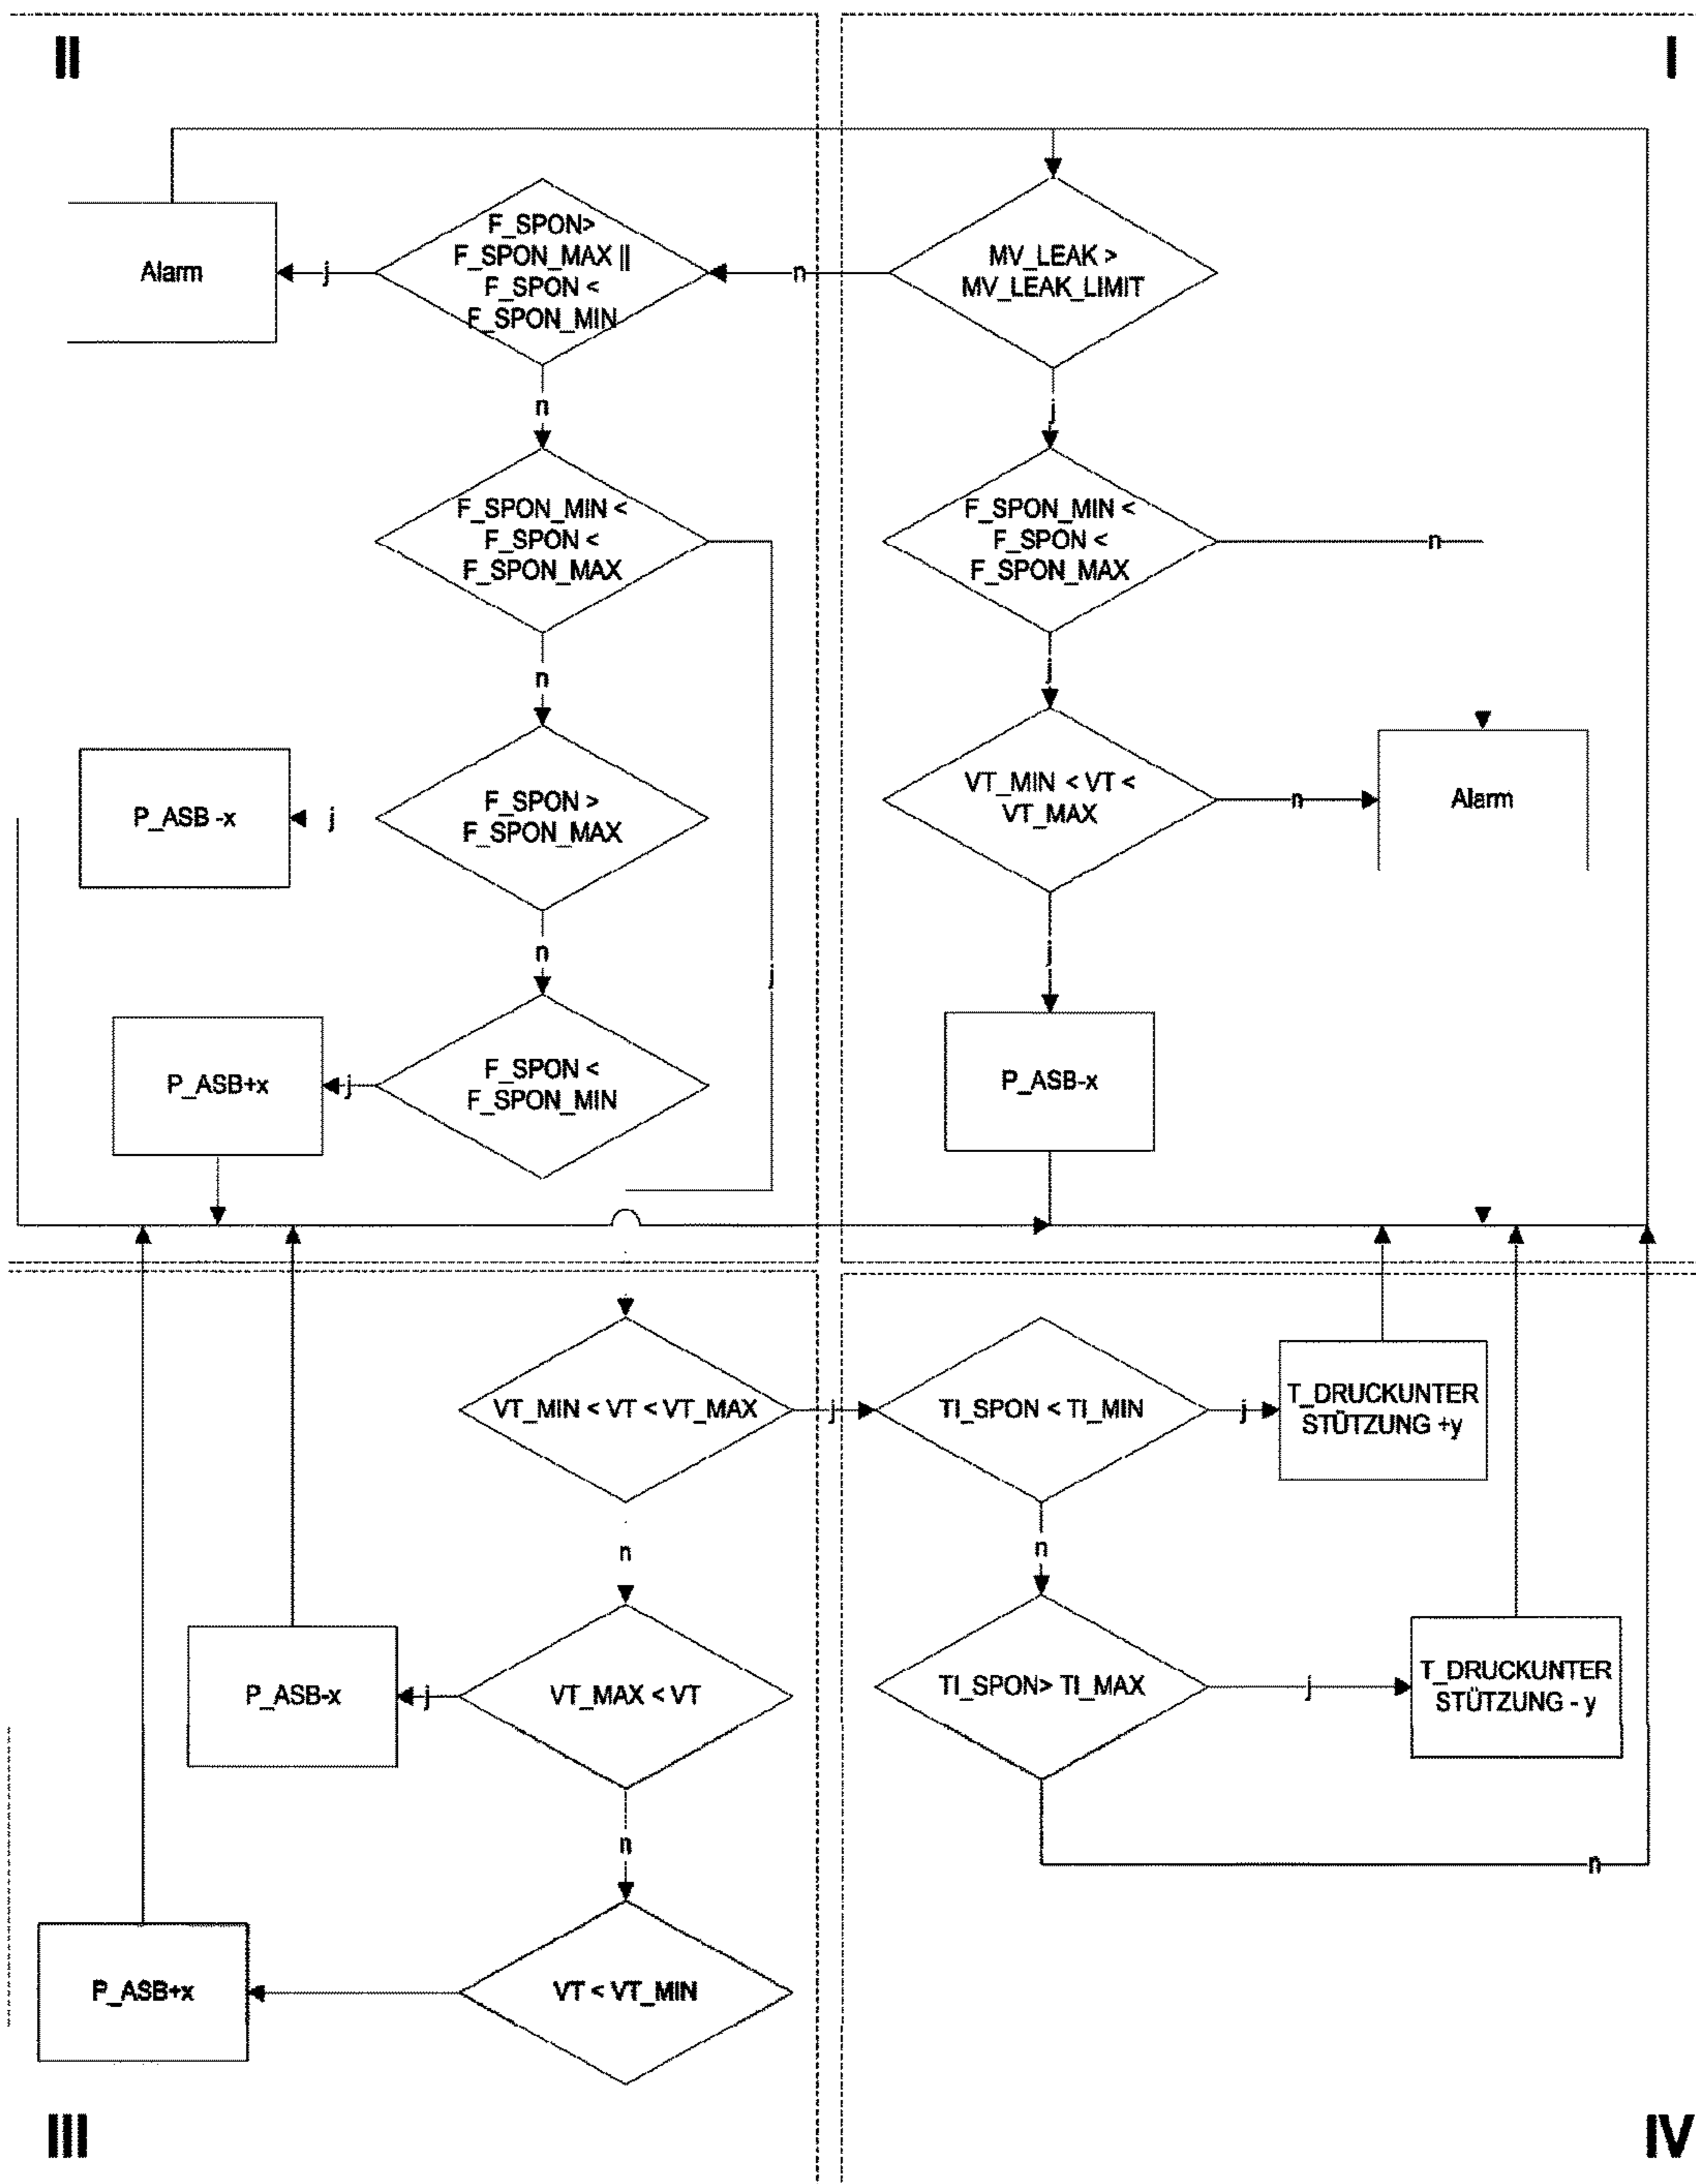 II
I
Alarm
j
F_SPON>
F_SPON_MAX ||
F_SPON <
F_SPON_MIN
n
MV_LEAK >
MV_LEAK_LIMIT
n
j
F_SPON_MIN <
F_SPON <
F_SPON_MAX
F_SPON_MIN <
F_SPON <
F_SPON_MAX
n
n
j
P_ASB -x
j
F_SPON >
F_SPON_MAX
VT_MIN < VT <
VT_MAX
n
Alarm
n
j
j
P_ASB+x
j
F_SPON <
F_SPON_MIN
P_ASB-x
VT_MIN < VT < VT_MAX
j
TI_SPON < TI_MIN
j
T_DRUCKUNTER
STÜTZUNG +y
n
n
P_ASB-x
j
VT_MAX < VT
TI_SPON> TI_MAX
j
T_DRUCKUNTER
STÜTZUNG - y
n
n
P_ASB+x
VT < VT_MIN
III
IV